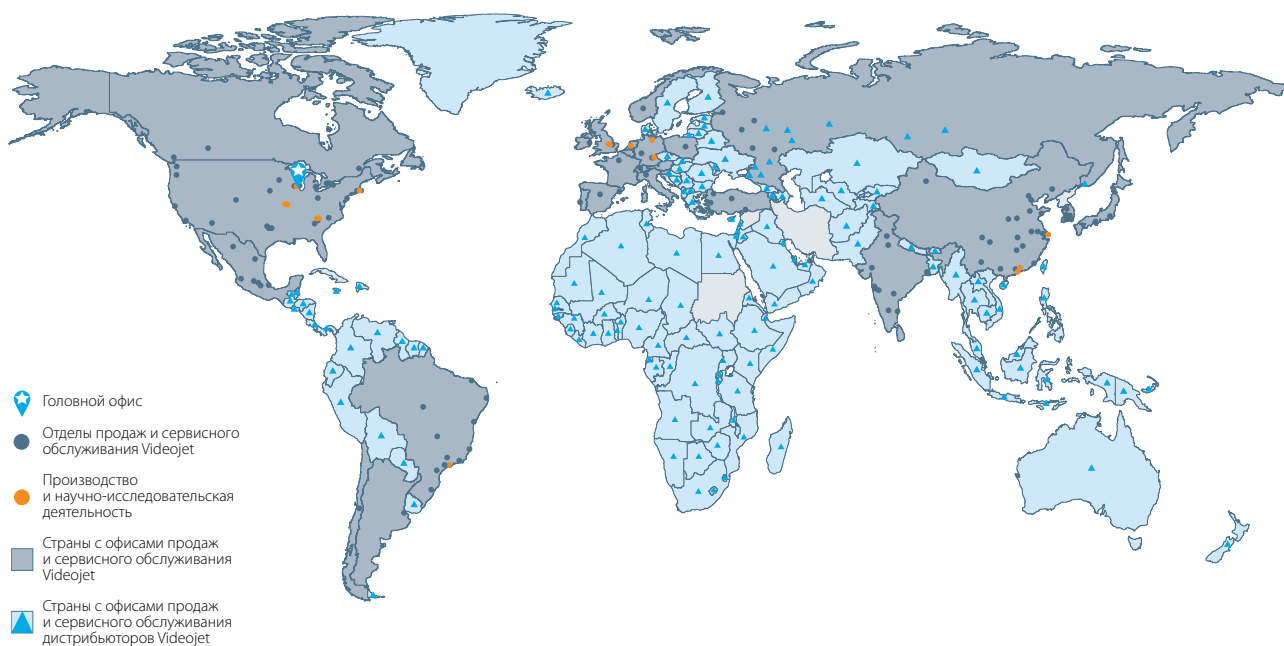 Головной офис
Отделы продаж и сервисного
обслуживания Videojet
Производство
и научно-исследовательская
деятельность
Страны с офисами продаж
и сервисного обслуживания
Videojet
Страны с офисами продаж
и сервисного обслуживания
дистрибьюторов Videojet